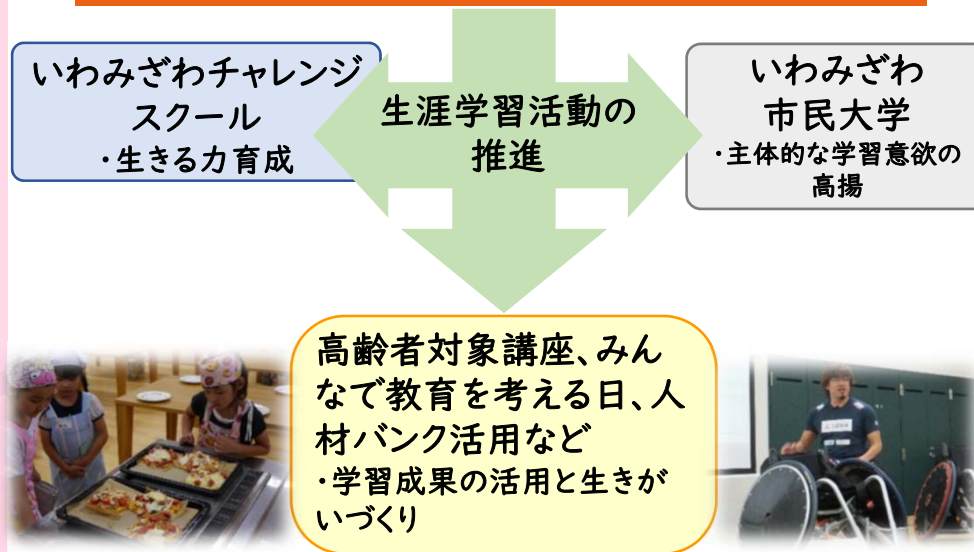 いわみざわチャレンジ
スクール
・生きる力育成
生涯学習活動の
推進
いわみざわ
市民大学
・主体的な学習意欲の
高揚
高齢者対象講座、みん
なで教育を考える日、人
材バンク活用など
・学習成果の活用と生きが
いづくり